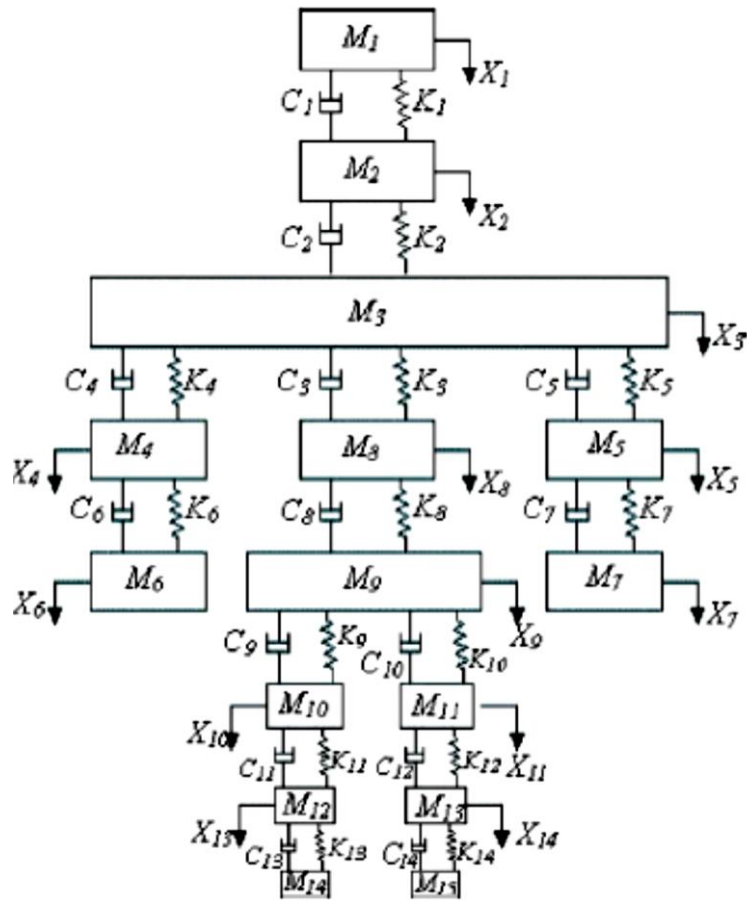 M1
X1
C1 K1
M2
X2
C2 K2
M3
X3
C4 K4 C3 K3 C5 K5
M4 M8 M5
X4 X8 X5
C6 K6 C8 K8 C7 K7
M6 M9 M7
X6 X9 X7
C9 K9 C10 K10
M10 M11
X10 X11
C11 K11 C12 K12
M12 M13
X13 X14
C13 K13 C14 K14
M14 M15